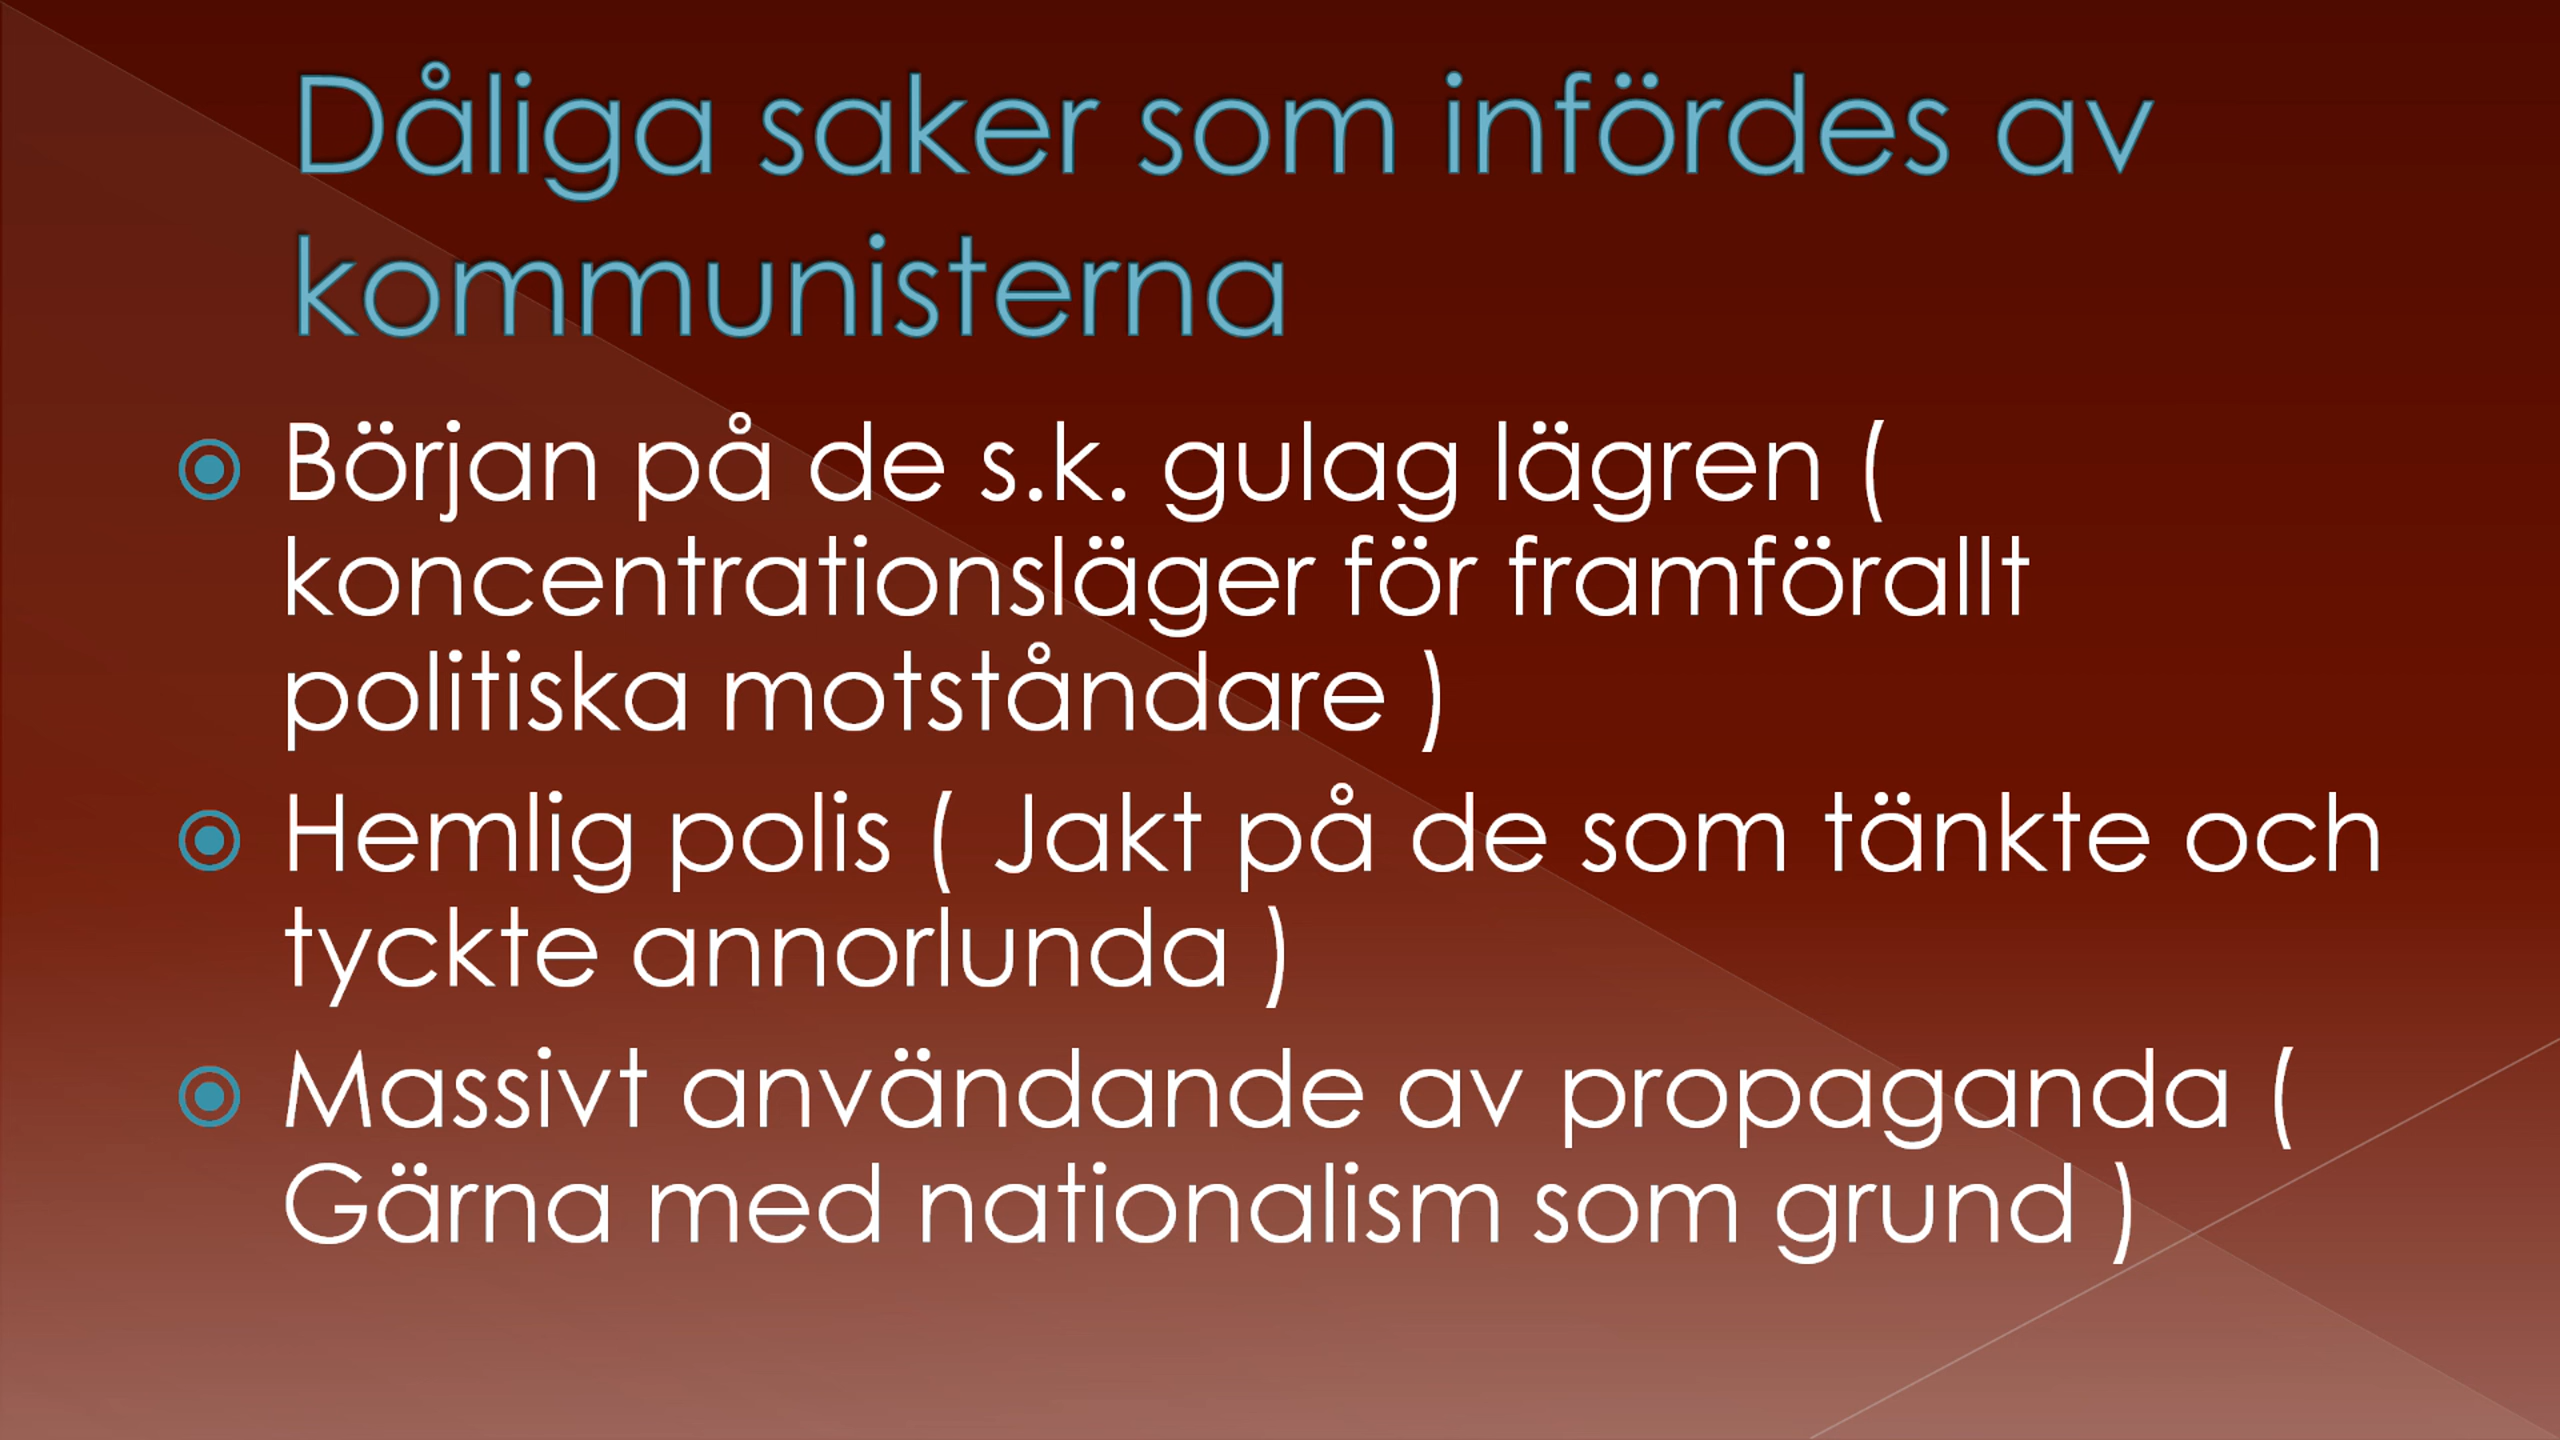 Dåliga saker som infördes av
kommunisterna
Början på de s.k. gulag lägren (
koncentrationsläger för framförallt
politiska motståndare )
Hemlig polis ( Jakt på de som tänkte och
tyckte annorlunda )
Massivt användande av propaganda (
Gärna med nationalism som grund )